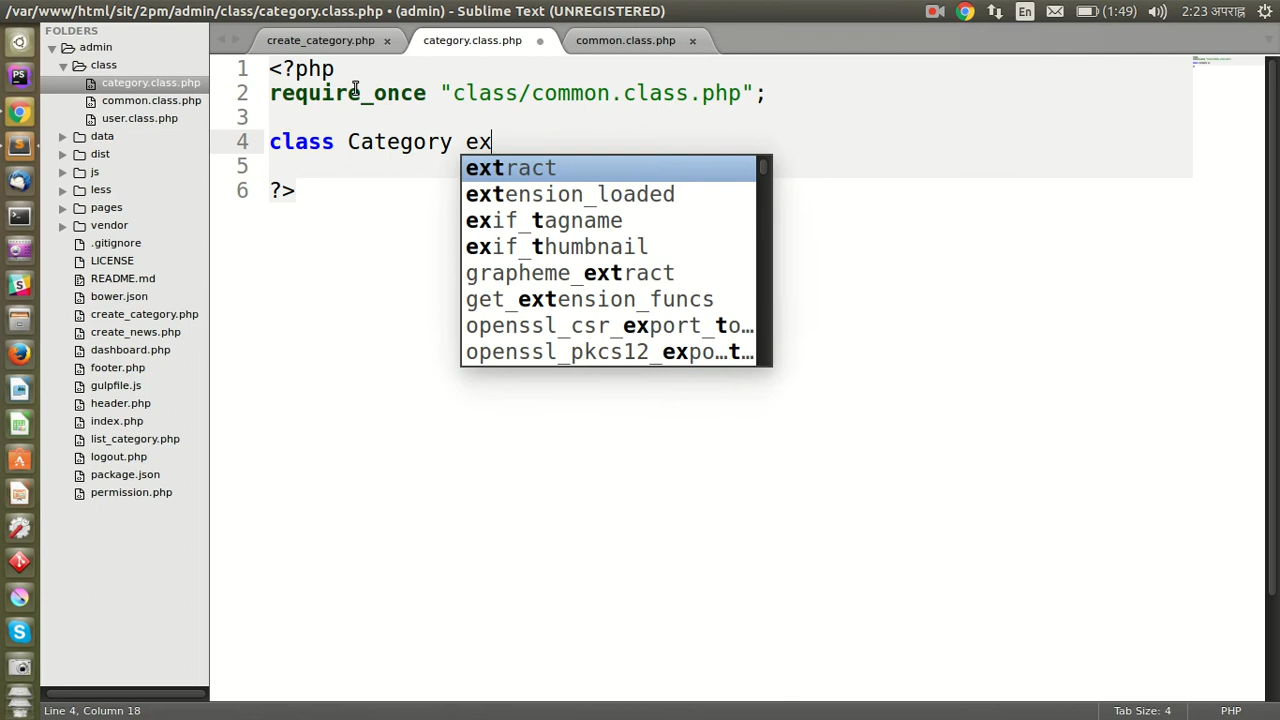 /var/www/html/sit/2pm/admin/class/category.class.php • (admin) - Sublime Text (UNREGISTERED)
En
(1:49)
2:23 अपराह्न
FOLDERS
admin
class
category.class.php
common.class.php
user.class.php
data
dist
js
less
pages
vendor
.gitignore
LICENSE
README.md
bower.json
create_category.php
create_news.php
dashboard.php
footer.php
gulpfile.js
header.php
index.php
list_category.php
logout.php
package.json
permission.php
create_category.php ×
category.class.php •
common.class.php ×
1 <?php
2 require_once "class/common.class.php";
3
4 class Category ex
5
6 ?>
extract
extension_loaded
exif_tagname
exif_thumbnail
grapheme_extract
get_extension_funcs
openssl_csr_export_to…
openssl_pkcs12_expo…t…
Line 4, Column 18
Tab Size: 4
PHP